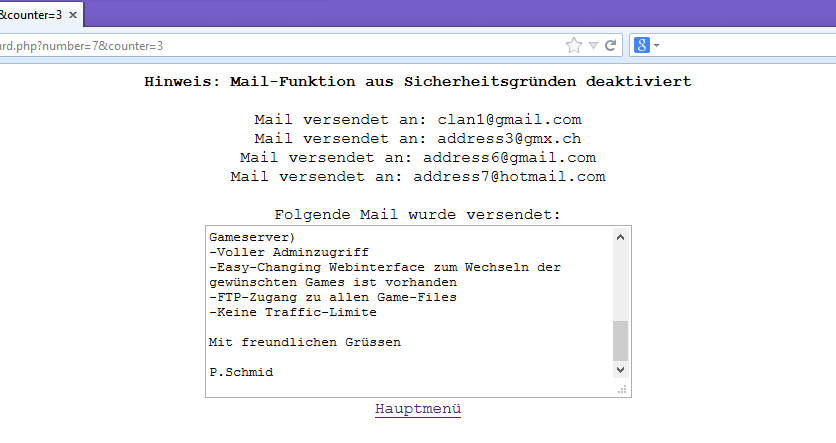 &counter=3 ×
ard.php?number=7&counter=3
8
Hinweis: Mail-Funktion aus Sicherheitsgründen deaktiviert
Mail versendet an: clan1@gmail.com
Mail versendet an: address3@gmx.ch
Mail versendet an: address6@gmail.com
Mail versendet an: address7@hotmail.com
Folgende Mail wurde versendet:
Gameserver)
-Voller Adminzugriff
-Easy-Changing Webinterface zum Wechseln der
gewünschten Games ist vorhanden
-FTP-Zugang zu allen Game-Files
-Keine Traffic-Limite
Mit freundlichen Grüssen
P.Schmid
Hauptmenü